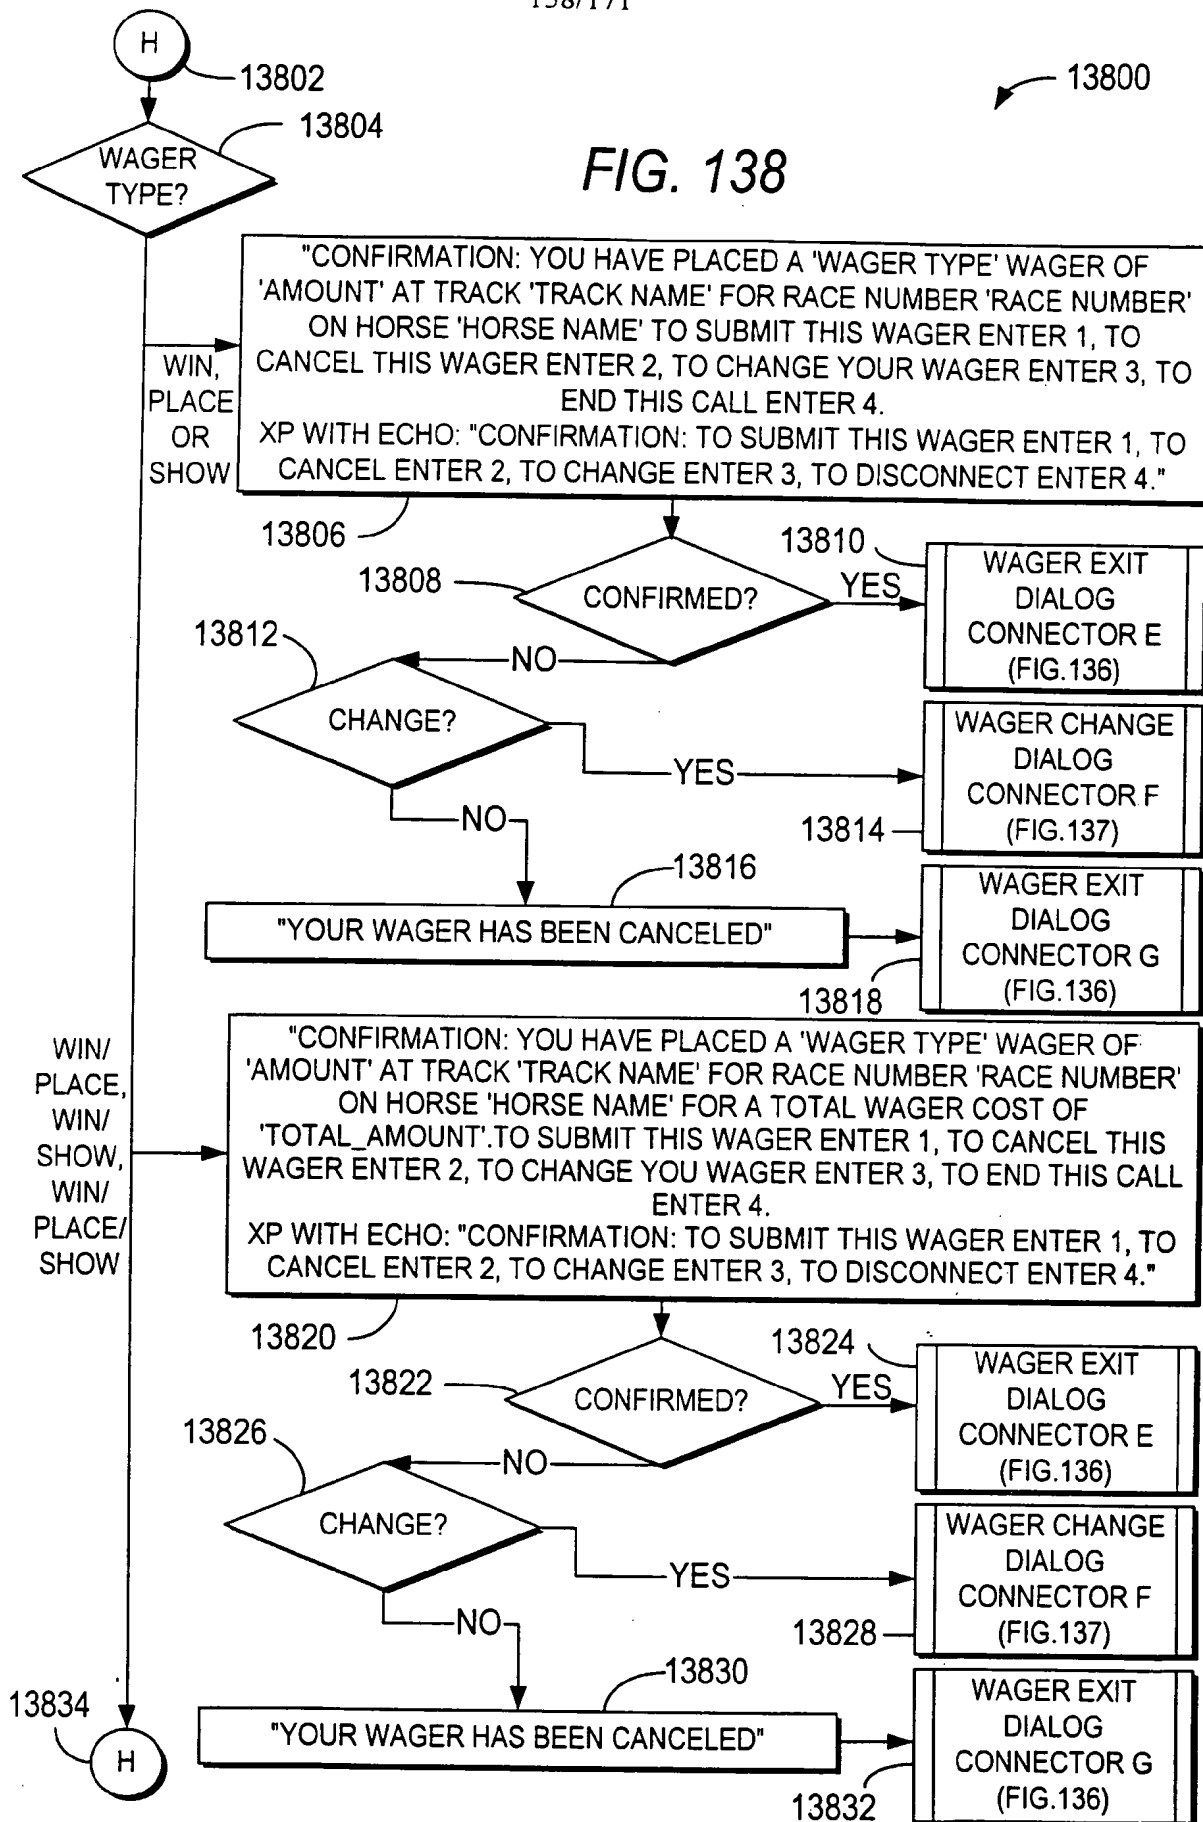 158/171
H
13802
13800
13804
WAGER
TYPE?
FIG. 138
"CONFIRMATION: YOU HAVE PLACED A 'WAGER TYPE' WAGER OF
'AMOUNT' AT TRACK 'TRACK NAME' FOR RACE NUMBER 'RACE NUMBER'
ON HORSE 'HORSE NAME' TO SUBMIT THIS WAGER ENTER 1, TO
CANCEL THIS WAGER ENTER 2, TO CHANGE YOUR WAGER ENTER 3, TO
END THIS CALL ENTER 4.
XP WITH ECHO: "CONFIRMATION: TO SUBMIT THIS WAGER ENTER 1, TO
CANCEL ENTER 2, TO CHANGE ENTER 3, TO DISCONNECT ENTER 4."
WIN,
PLACE
OR
SHOW
13806
13808
CONFIRMED?
YES
13810
WAGER EXIT
DIALOG
CONNECTOR E
(FIG.136)
NO
13812
CHANGE?
YES
WAGER CHANGE
DIALOG
CONNECTOR F
(FIG.137)
13814
NO
13816
"YOUR WAGER HAS BEEN CANCELED"
WAGER EXIT
DIALOG
CONNECTOR G
(FIG.136)
13818
WIN/
PLACE,
WIN/
SHOW,
WIN/
PLACE/
SHOW
"CONFIRMATION: YOU HAVE PLACED A 'WAGER TYPE' WAGER OF
'AMOUNT' AT TRACK 'TRACK NAME' FOR RACE NUMBER 'RACE NUMBER'
ON HORSE 'HORSE NAME' FOR A TOTAL WAGER COST OF
'TOTAL_AMOUNT'.TO SUBMIT THIS WAGER ENTER 1, TO CANCEL THIS
WAGER ENTER 2, TO CHANGE YOU WAGER ENTER 3, TO END THIS CALL
ENTER 4.
XP WITH ECHO: "CONFIRMATION: TO SUBMIT THIS WAGER ENTER 1, TO
CANCEL ENTER 2, TO CHANGE ENTER 3, TO DISCONNECT ENTER 4."
13820
13822
CONFIRMED?
YES
13824
WAGER EXIT
DIALOG
CONNECTOR E
(FIG.136)
NO
13826
CHANGE?
YES
WAGER CHANGE
DIALOG
CONNECTOR F
(FIG.137)
13828
NO
13830
"YOUR WAGER HAS BEEN CANCELED"
WAGER EXIT
DIALOG
CONNECTOR G
(FIG.136)
13832
13834
H